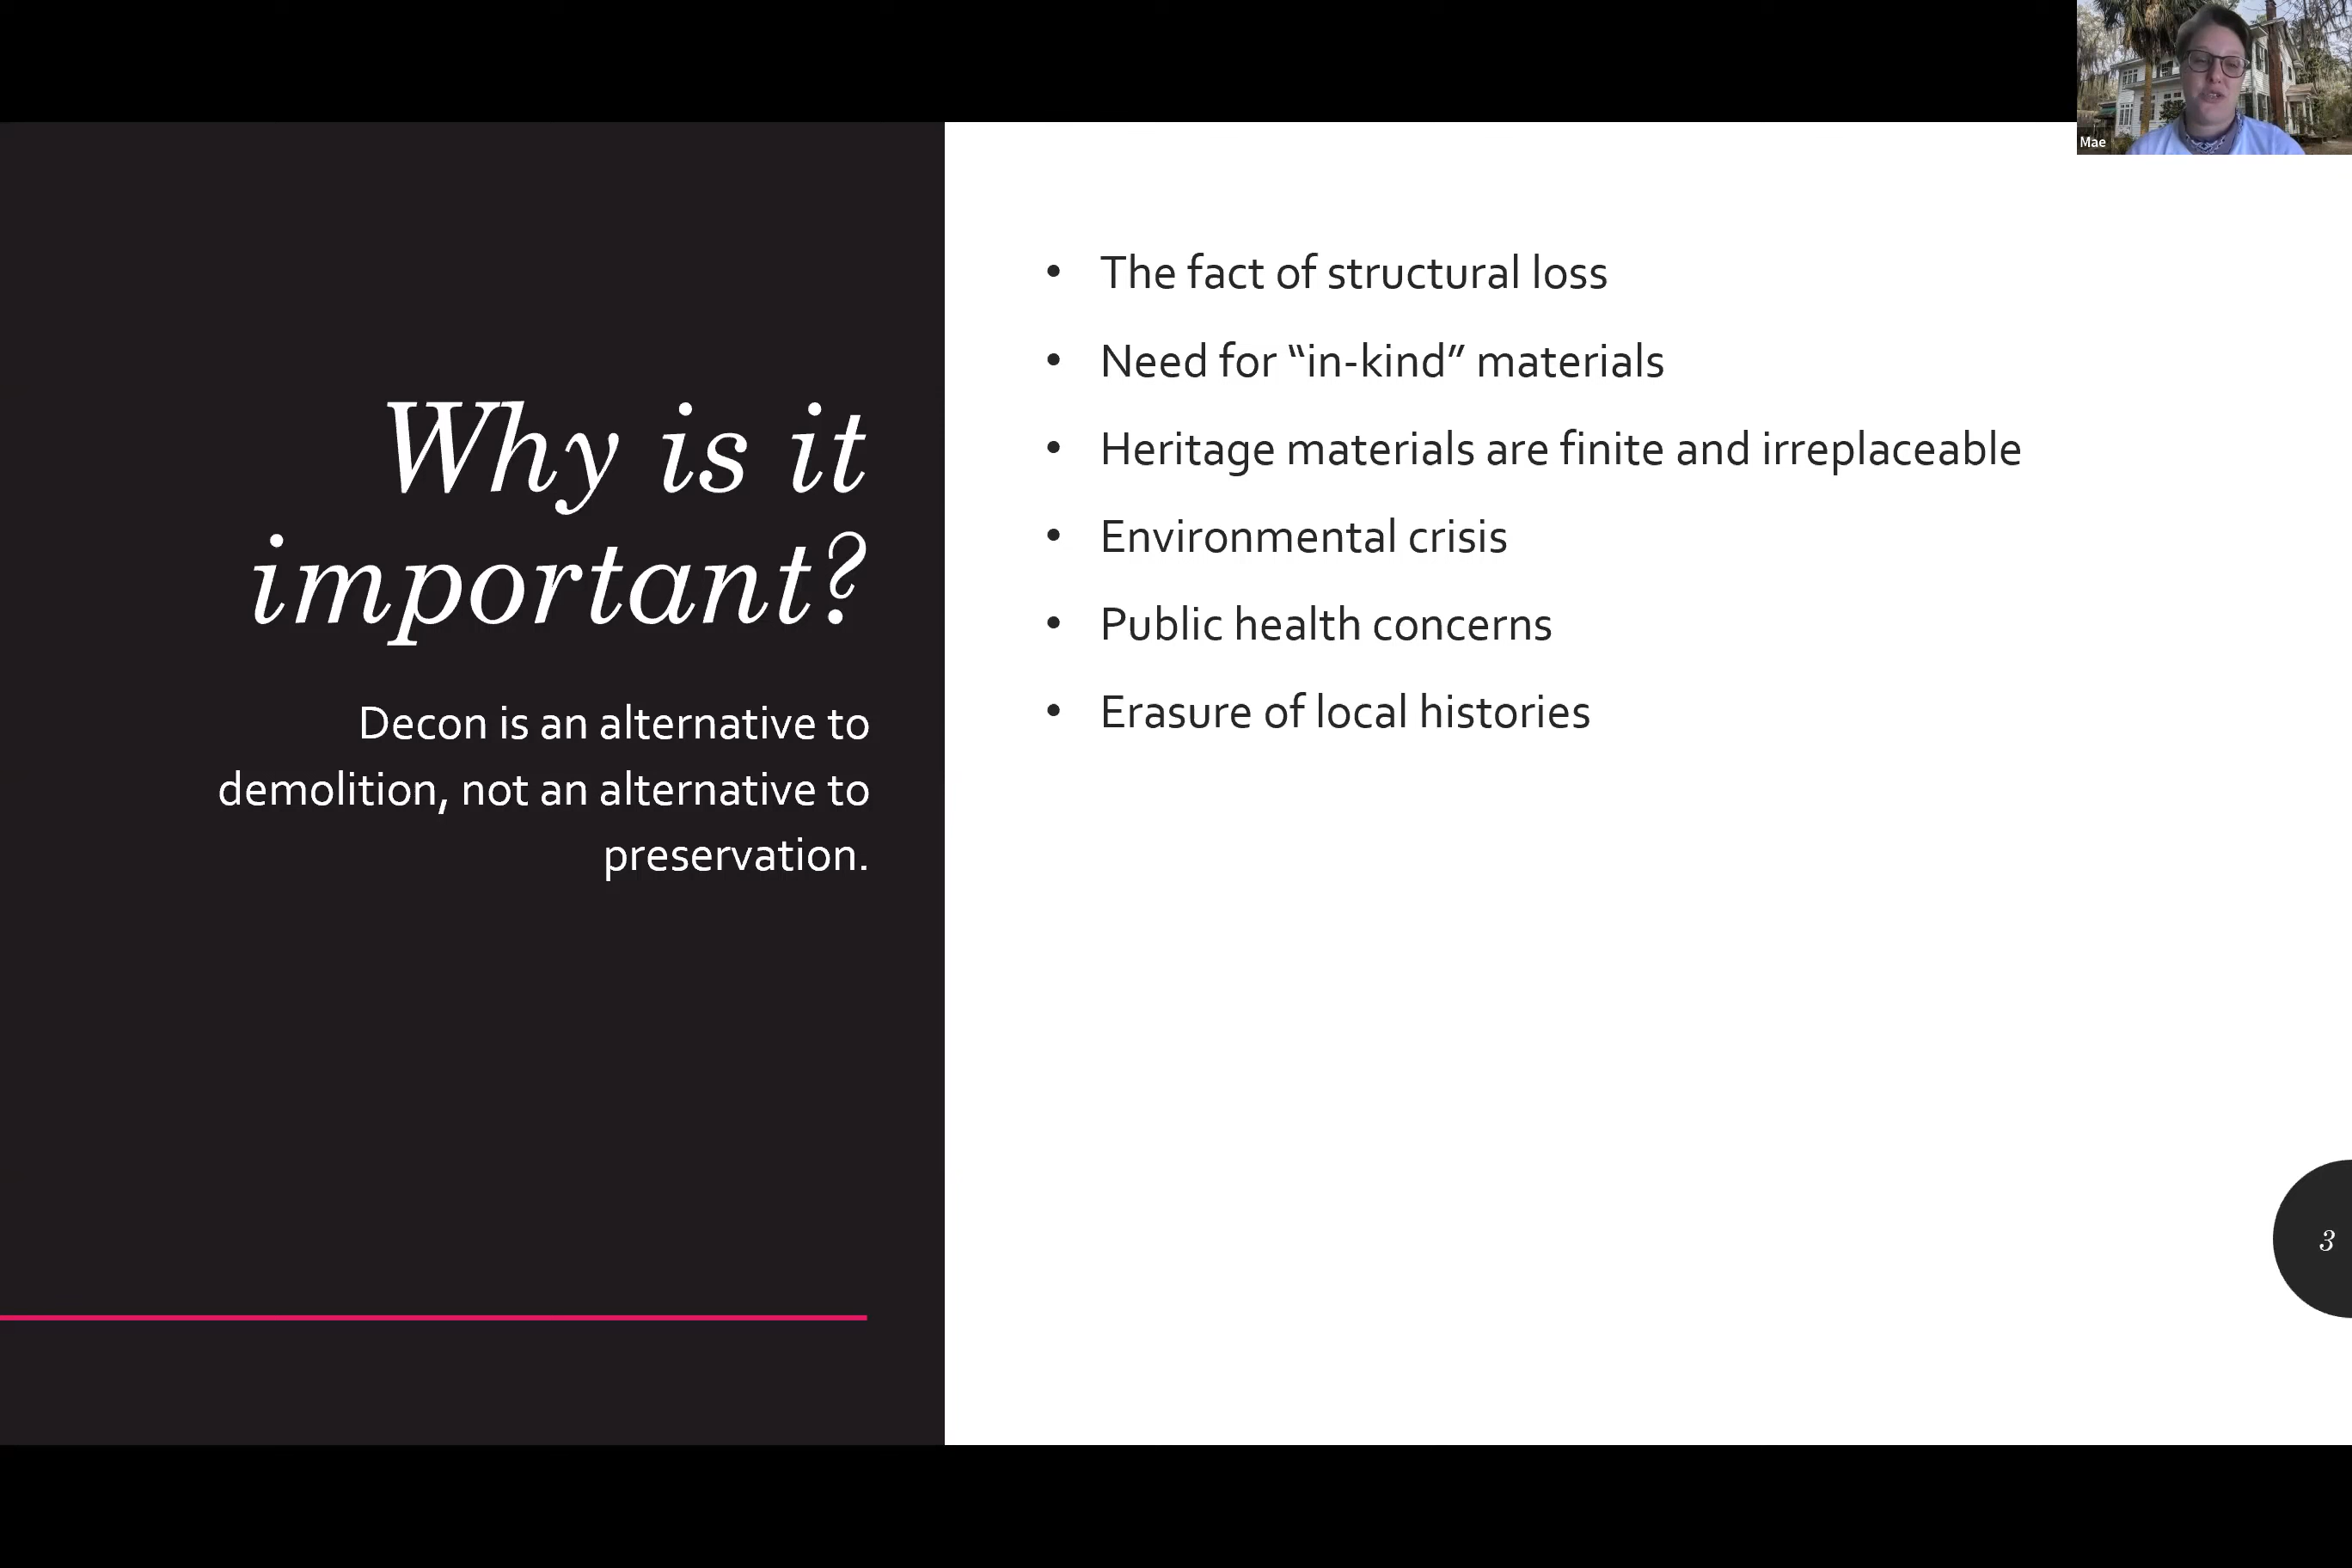 Mae
Why is it
important?
Decon is an alternative to
demolition, not an alternative to
preservation.
• The fact of structural loss
• Need for “in-kind” materials
• Heritage materials are finite and irreplaceable
• Environmental crisis
• Public health concerns
• Erasure of local histories
3